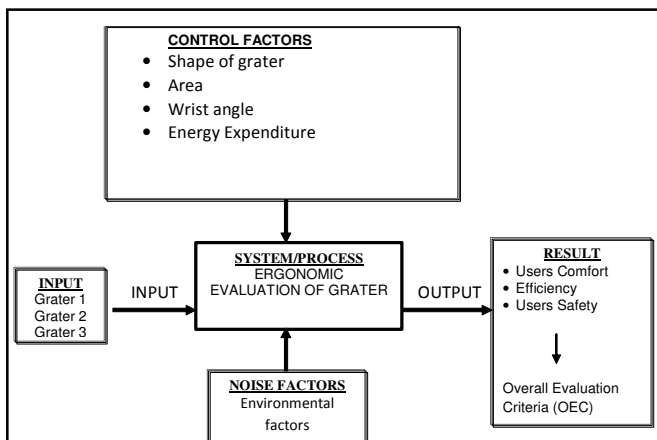 CONTROL FACTORS
• Shape of grater
• Area
• Wrist angle
• Energy Expenditure
SYSTEM/PROCESS
ERGONOMIC
EVALUATION OF GRATER
INPUT
Grater 1
Grater 2
Grater 3
INPUT
OUTPUT
RESULT
• Users Comfort
• Efficiency
• Users Safety
Overall Evaluation
Criteria (OEC)
NOISE FACTORS
Environmental
factors